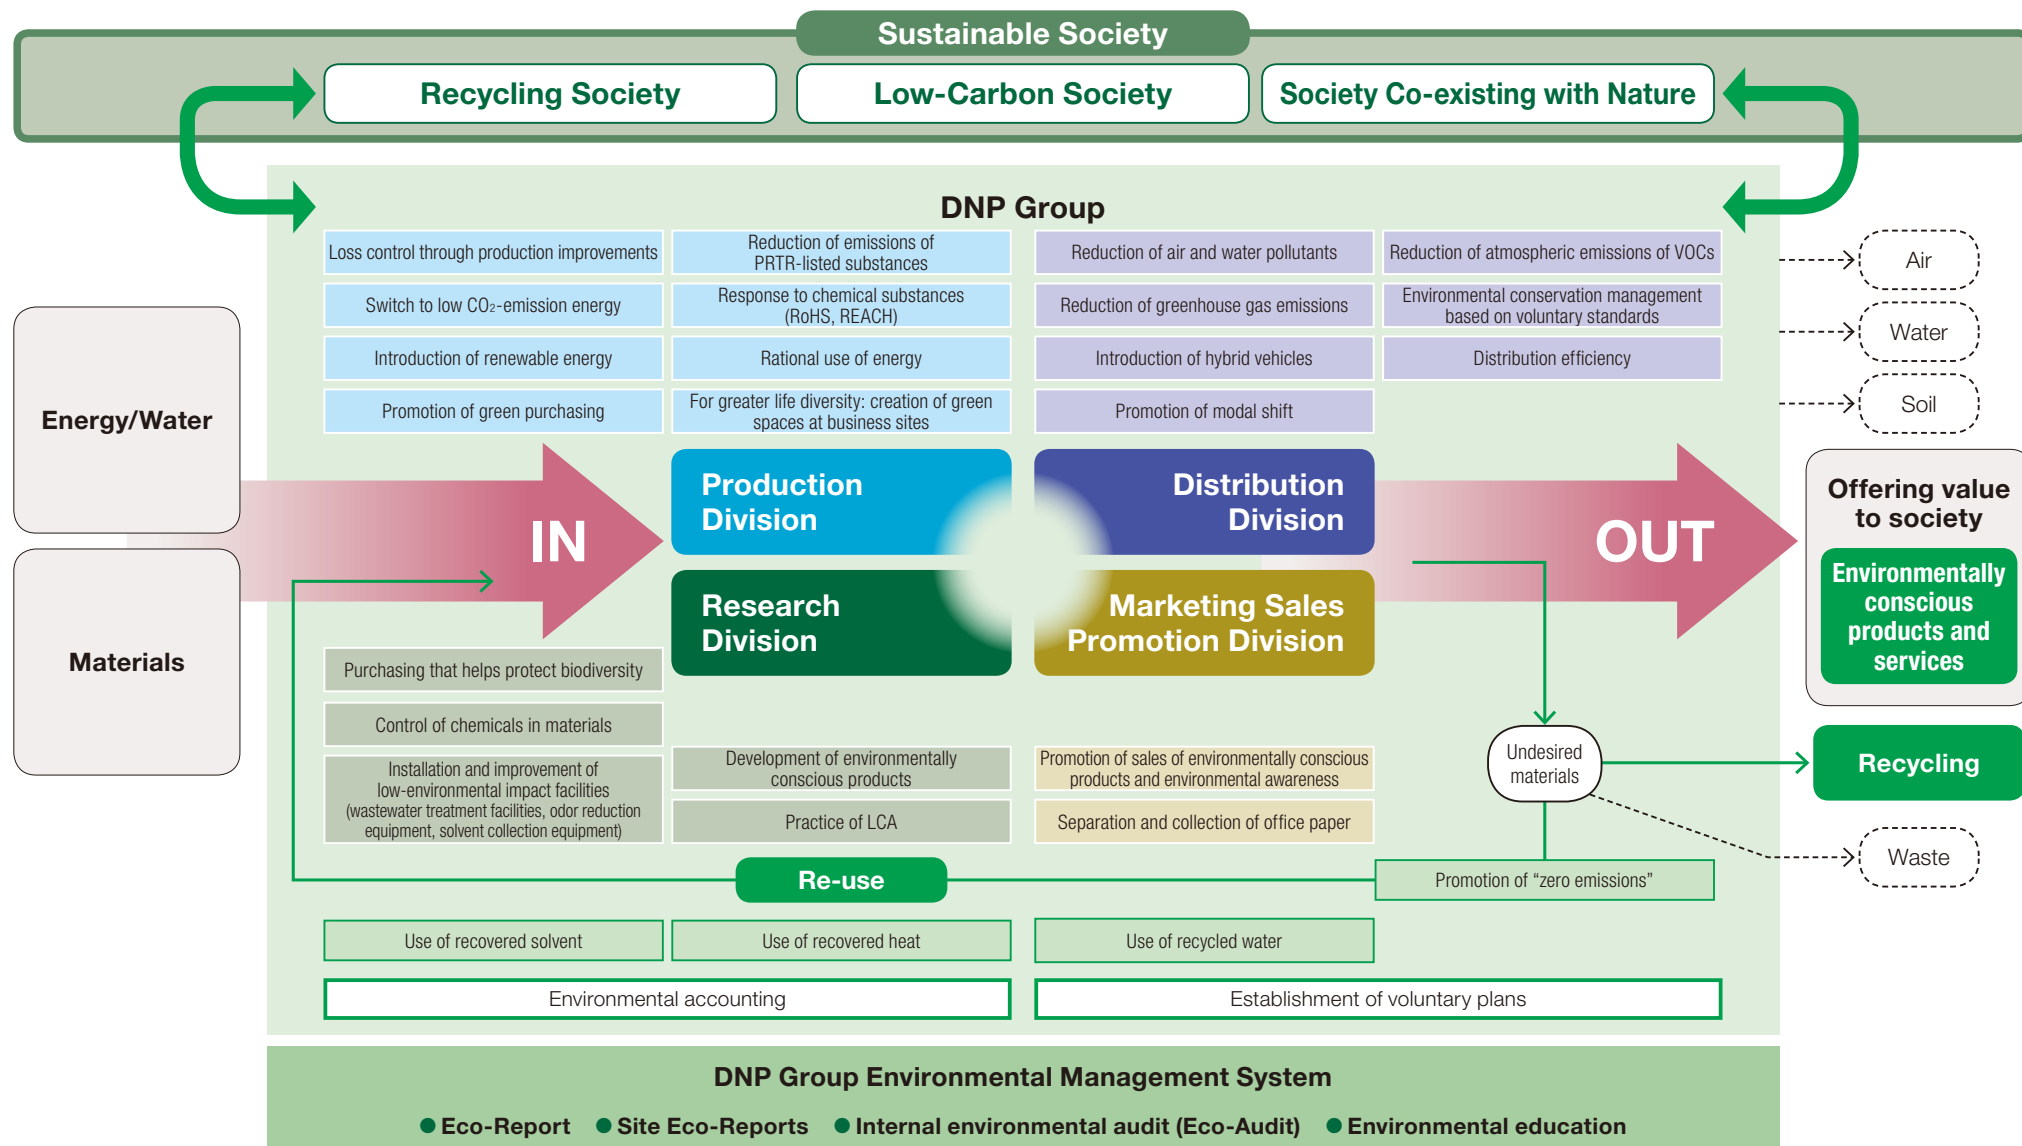 Sustainable Society
Recycling Society
Low-Carbon Society
Society Co-existing with Nature
DNP Group
Loss control through production improvements
Reduction of emissions of
PRTR-listed substances
Reduction of air and water pollutants
Reduction of atmospheric emissions of VOCs
Switch to low CO₂-emission energy
Response to chemical substances
(RoHS, REACH)
Reduction of greenhouse gas emissions
Environmental conservation management
based on voluntary standards
Introduction of renewable energy
Rational use of energy
Introduction of hybrid vehicles
Distribution efficiency
Promotion of green purchasing
For greater life diversity: creation of green
spaces at business sites
Promotion of modal shift
Air
Water
Soil
Energy/Water
Materials
IN
Production
Division
Distribution
Division
Research
Division
Marketing Sales
Promotion Division
OUT
Offering value
to society
Environmentally
conscious
products and
services
Purchasing that helps protect biodiversity
Control of chemicals in materials
Installation and improvement of
low-environmental impact facilities
(wastewater treatment facilities, odor reduction
equipment, solvent collection equipment)
Development of environmentally
conscious products
Practice of LCA
Promotion of sales of environmentally conscious
products and environmental awareness
Separation and collection of office paper
Undesired
materials
Recycling
Waste
Re-use
Promotion of “zero emissions”
Use of recovered solvent
Use of recovered heat
Use of recycled water
Environmental accounting
Establishment of voluntary plans
DNP Group Environmental Management System
● Eco-Report ● Site Eco-Reports ● Internal environmental audit (Eco-Audit) ● Environmental education